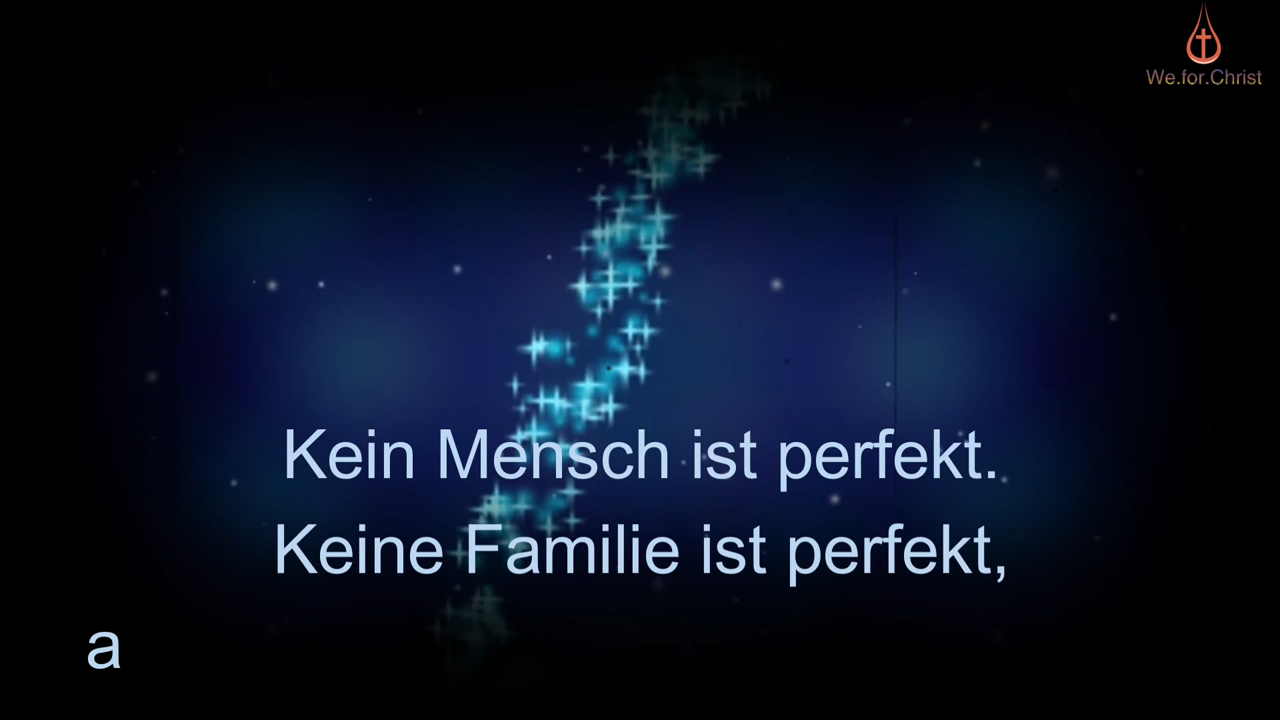 We.for.Christ
Kein Mensch ist perfekt.
Keine Familie ist perfekt,
a